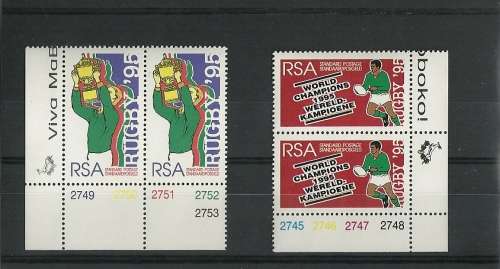 Viva MaB
RUGBY '95
RUGBY '95
RSA STANDARD POSTAGE
STANDAARDPOSGELD
RSA STANDARD POSTAGE
STANDAARDPOSGELD
2749 2750 2751 2752
2753
oboko!
RSA STANDARD POSTAGE
STANDAARDPOSGELD
WORLD
CHAMPIONS
1995
WÊRELD-
KAMPIOENE
RUGBY '95
RSA STANDARD POSTAGE
STANDAARDPOSGELD
WORLD
CHAMPIONS
1995
WÊRELD-
KAMPIOENE
RUGBY '95
2745 2746 2747 2748